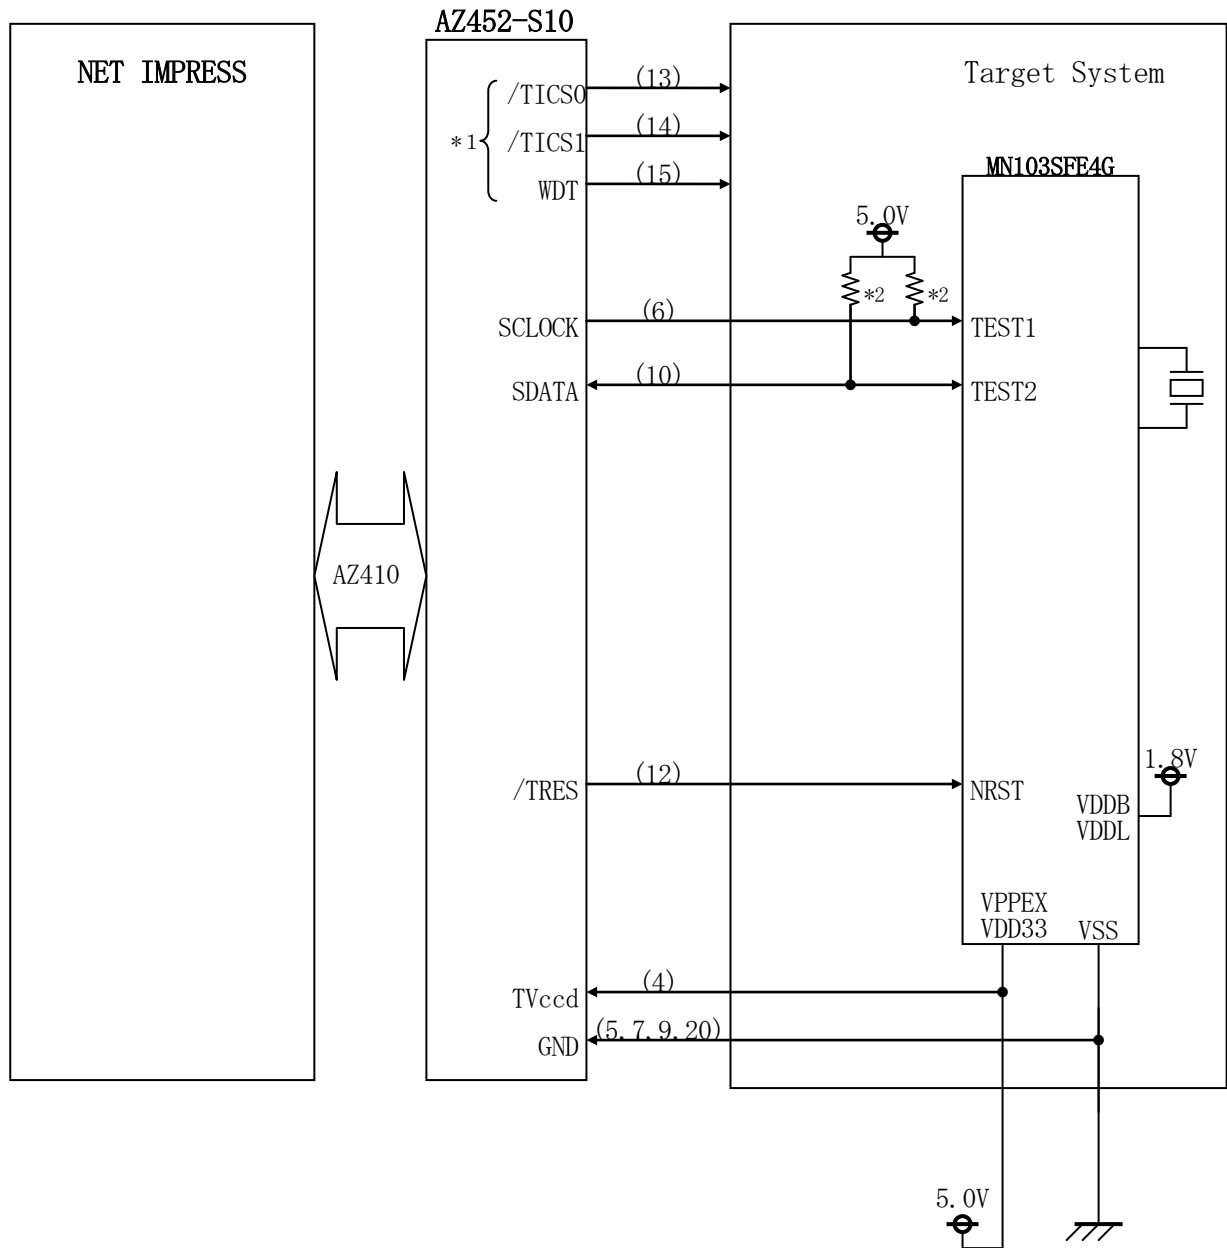 AZ452-S10
NET IMPRESS
Target System
/TICS0
(13)
*1
/TICS1
(14)
WDT
(15)
MN103SFE4G
5.0V
*2
*2
SCLOCK
(6)
TEST1
SDATA
(10)
TEST2
AZ410
/TRES
(12)
NRST
1.8V
VDDB
VDDL
VPPEX
VDD33
VSS
TVccd
(4)
GND
(5,7,9,20)
5.0V